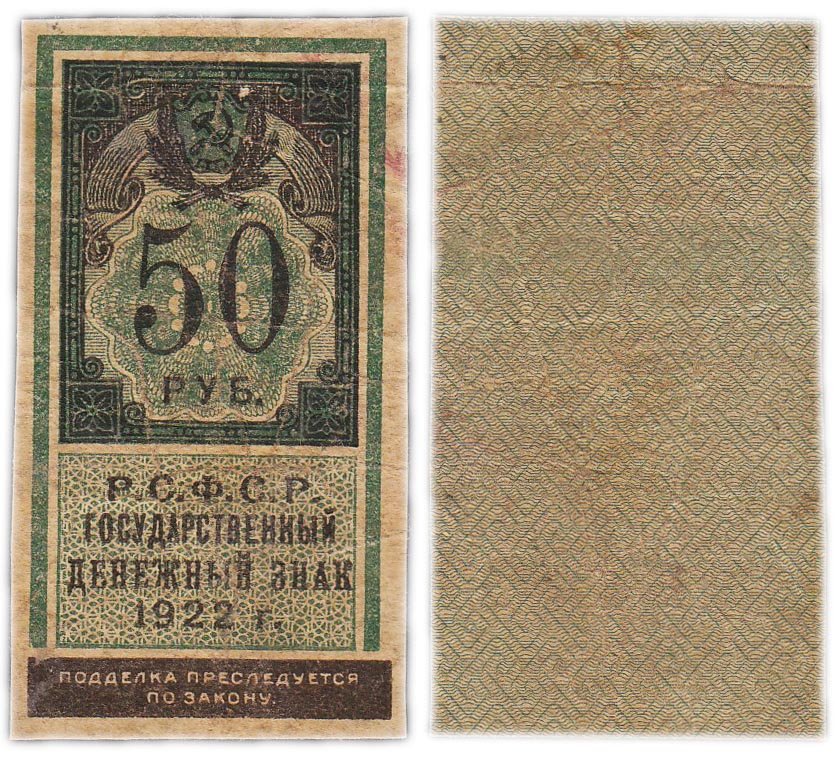 50
РУБ.
Р.С.Ф.С.Р.
ГОСУДАРСТВЕННЫЙ
ДЕНЕЖНЫЙ ЗНАК
1922 г.
ПОДДЕЛКА ПРЕСЛЕДУЕТСЯ
ПО ЗАКОНУ.